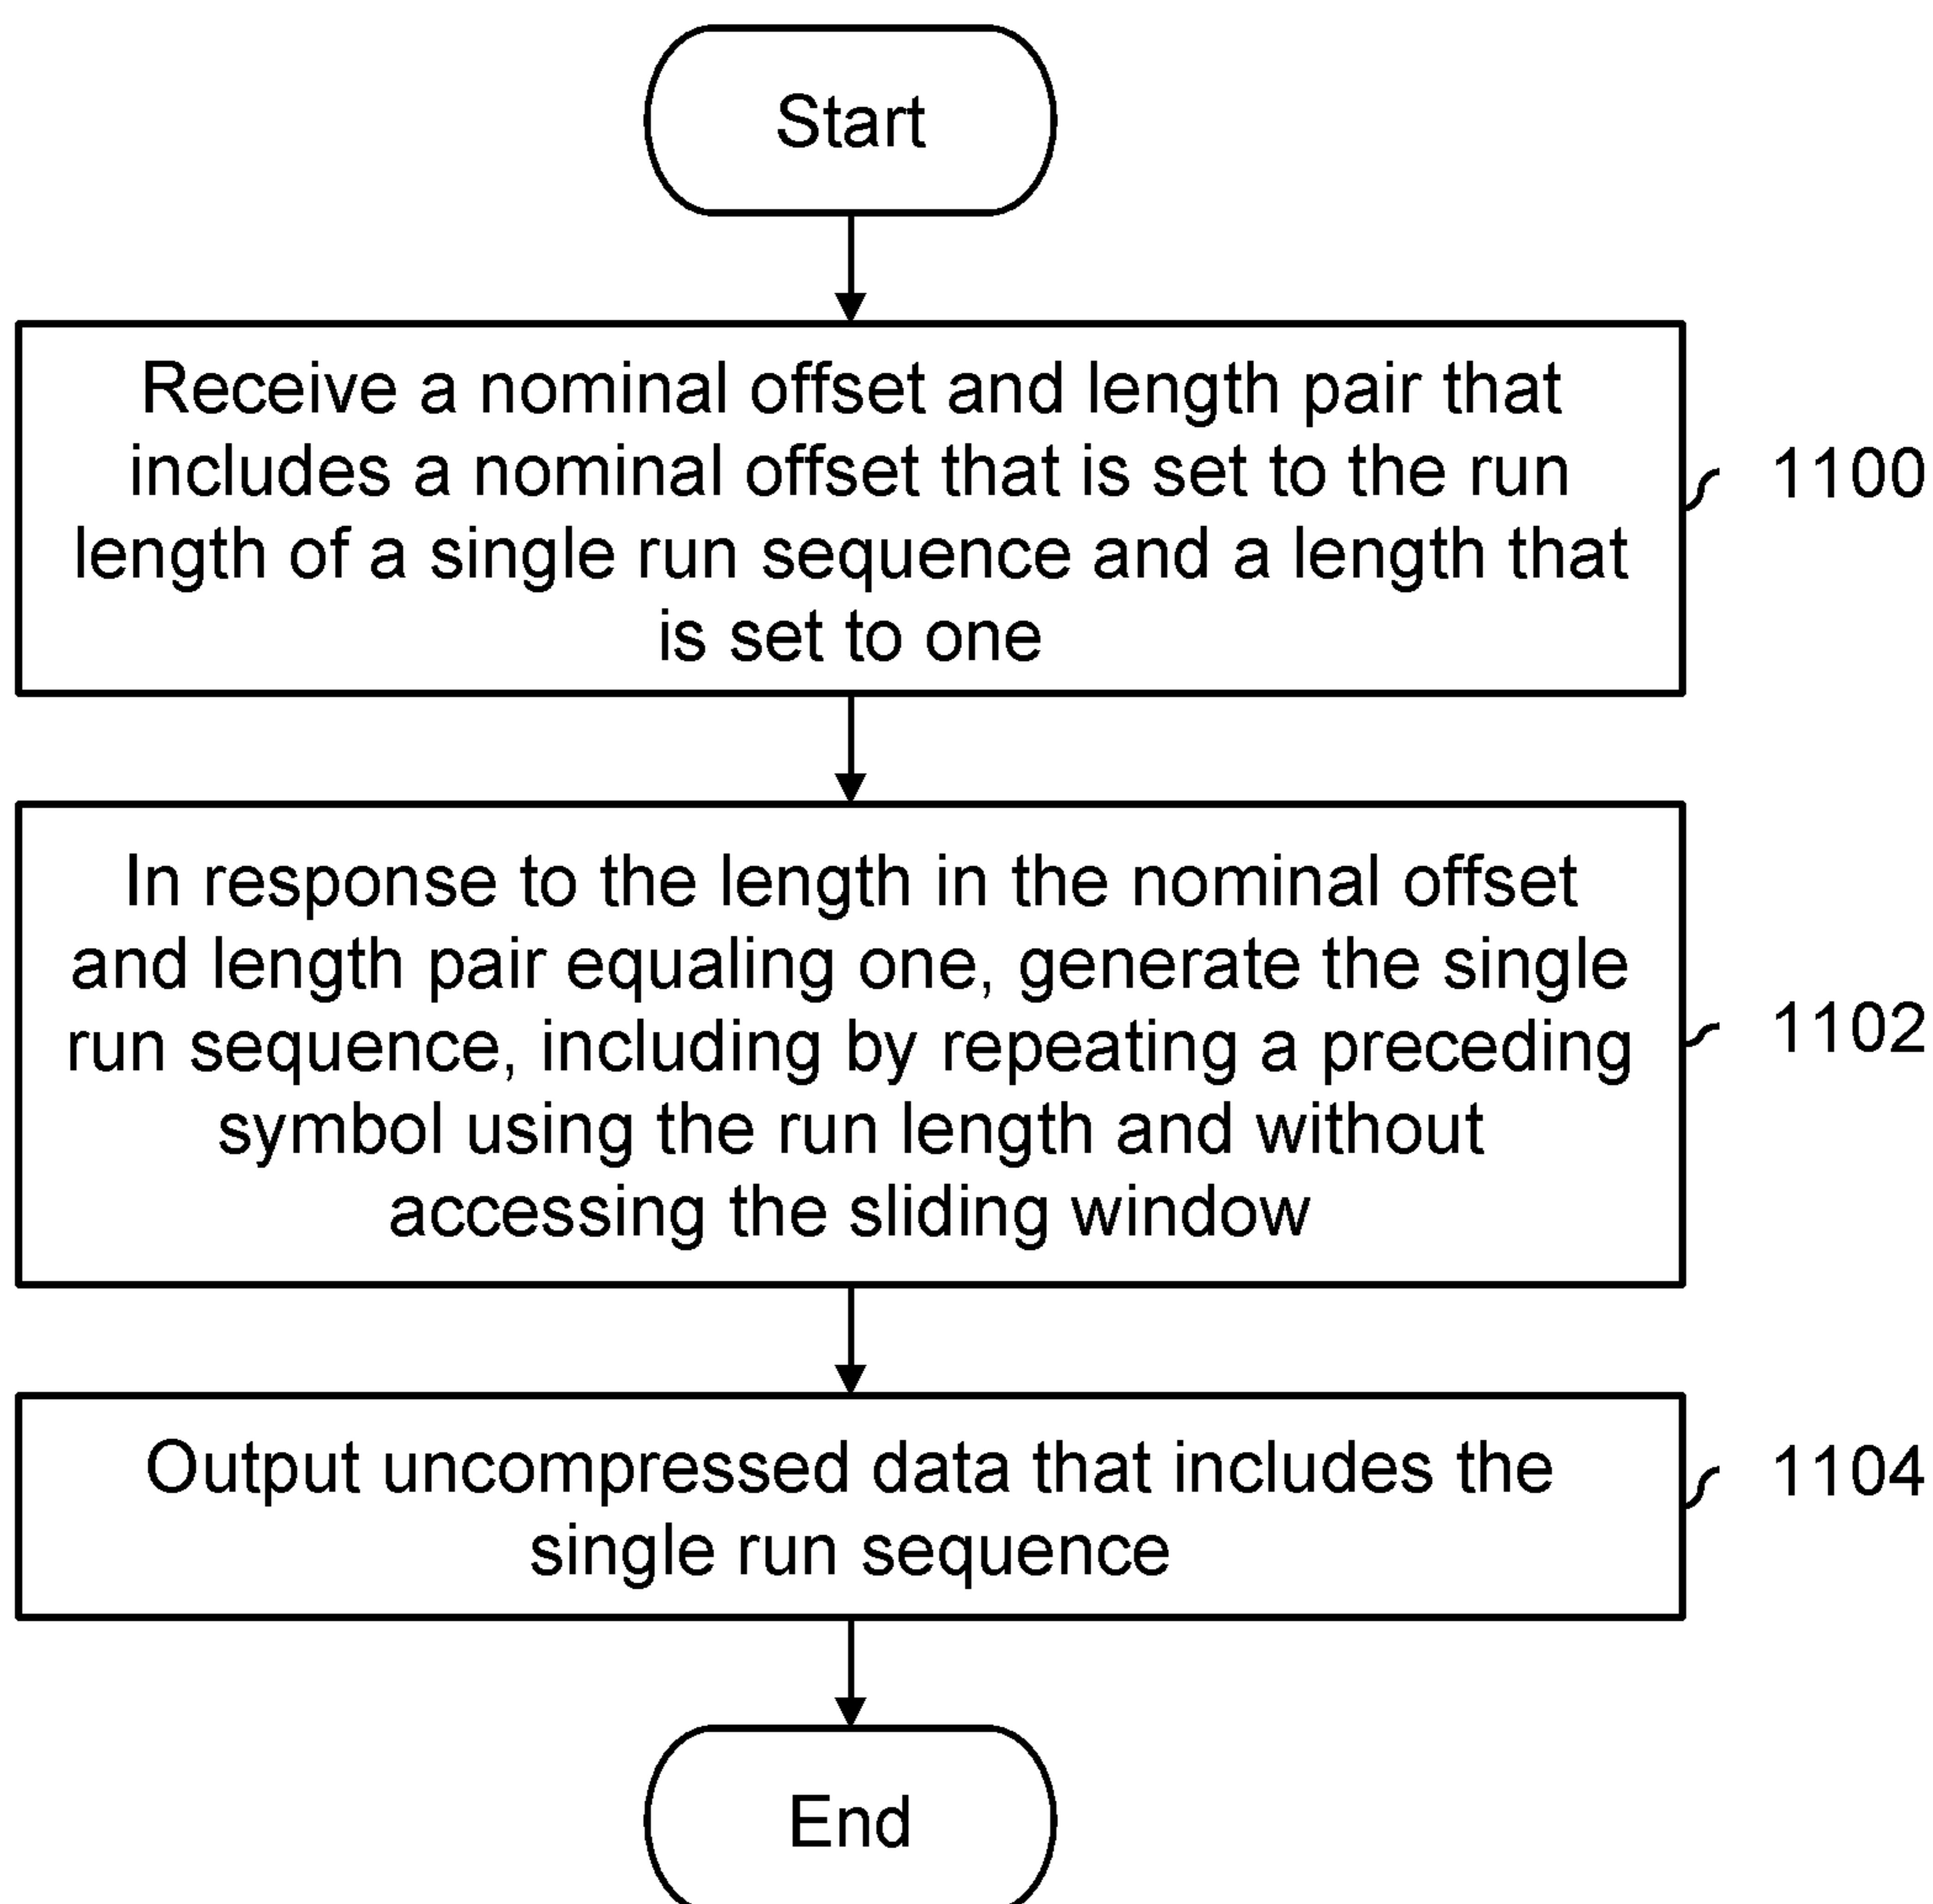 Start
Receive a nominal offset and length pair that
includes a nominal offset that is set to the run
length of a single run sequence and a length that
is set to one
1100
In response to the length in the nominal offset
and length pair equaling one, generate the single
run sequence, including by repeating a preceding
symbol using the run length and without
accessing the sliding window
1102
Output uncompressed data that includes the
single run sequence
1104
End